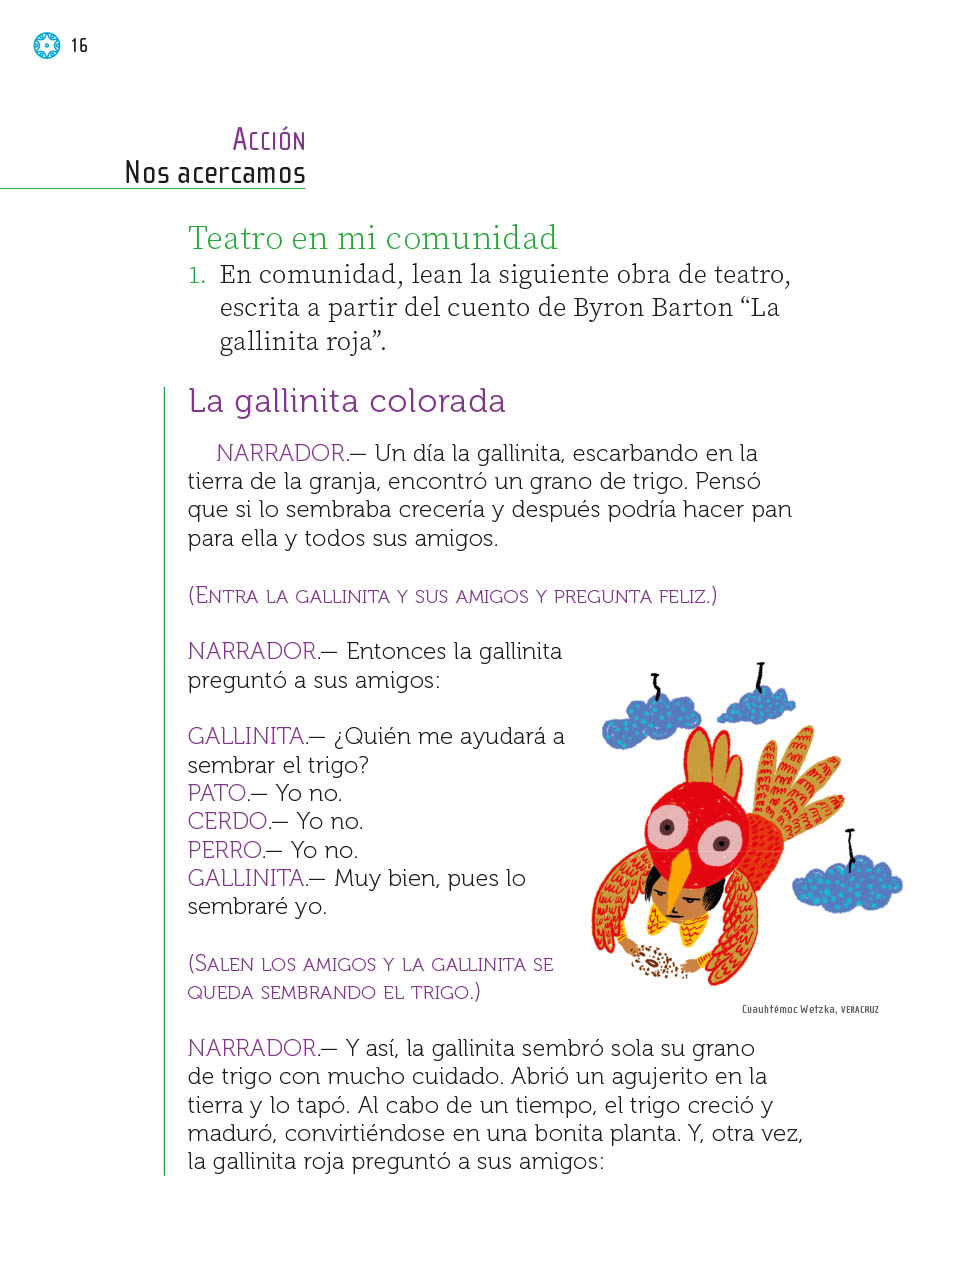 16
Acción
Nos acercamos
Teatro en mi comunidad
1. En comunidad, lean la siguiente obra de teatro,
escrita a partir del cuento de Byron Barton “La
gallinita roja”.
La gallinita colorada
NARRADOR.— Un día la gallinita, escarbando en la
tierra de la granja, encontró un grano de trigo. Pensó
que si lo sembraba crecería y después podría hacer pan
para ella y todos sus amigos.
(Entra la gallinita y sus amigos y pregunta feliz.)
NARRADOR.— Entonces la gallinita
preguntó a sus amigos:
GALLINITA.— ¿Quién me ayudará a
sembrar el trigo?
PATO.— Yo no.
CERDO.— Yo no.
PERRO.— Yo no.
GALLINITA.— Muy bien, pues lo
sembraré yo.
(Salen los amigos y la gallinita se
queda sembrando el trigo.)
Cuauhtémoc Wetzka, VERACRUZ
NARRADOR.— Y así, la gallinita sembró sola su grano
de trigo con mucho cuidado. Abrió un agujerito en la
tierra y lo tapó. Al cabo de un tiempo, el trigo creció y
maduró, convirtiéndose en una bonita planta. Y, otra vez,
la gallinita roja preguntó a sus amigos: